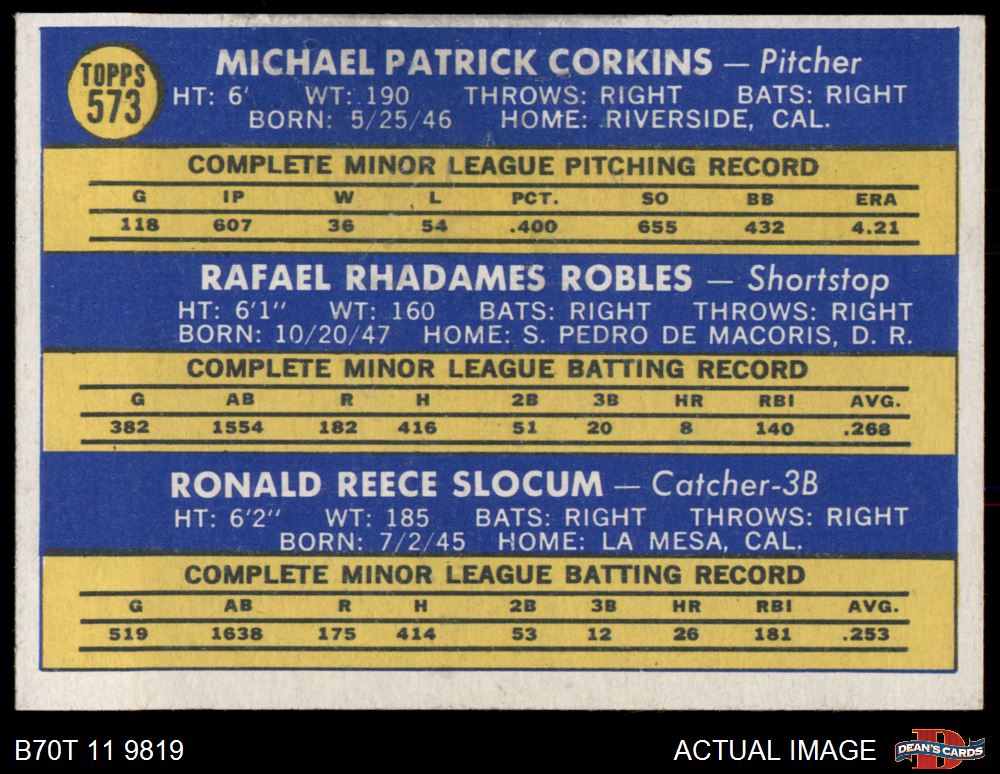 TOPPS
573
MICHAEL PATRICK CORKINS — Pitcher
HT: 6' WT: 190 THROWS: RIGHT BATS: RIGHT
BORN: 5/25/46 HOME: RIVERSIDE, CAL.
COMPLETE MINOR LEAGUE PITCHING RECORD
G IP W L PCT. SO BB ERA
118 607 36 54 .400 655 432 4.21
RAFAEL RHADAMES ROBLES — Shortstop
HT: 6'1" WT: 160 BATS: RIGHT THROWS: RIGHT
BORN: 10/20/47 HOME: S. PEDRO DE MACORIS, D. R.
COMPLETE MINOR LEAGUE BATTING RECORD
G AB R H 2B 3B HR RBI AVG.
382 1554 182 416 51 20 8 140 .268
RONALD REECE SLOCUM — Catcher-3B
HT: 6'2" WT: 185 BATS: RIGHT THROWS: RIGHT
BORN: 7/2/45 HOME: LA MESA, CAL.
COMPLETE MINOR LEAGUE BATTING RECORD
G AB R H 2B 3B HR RBI AVG.
519 1638 175 414 53 12 26 181 .253
B70T 11 9819
ACTUAL IMAGE
DEAN'S CARDS